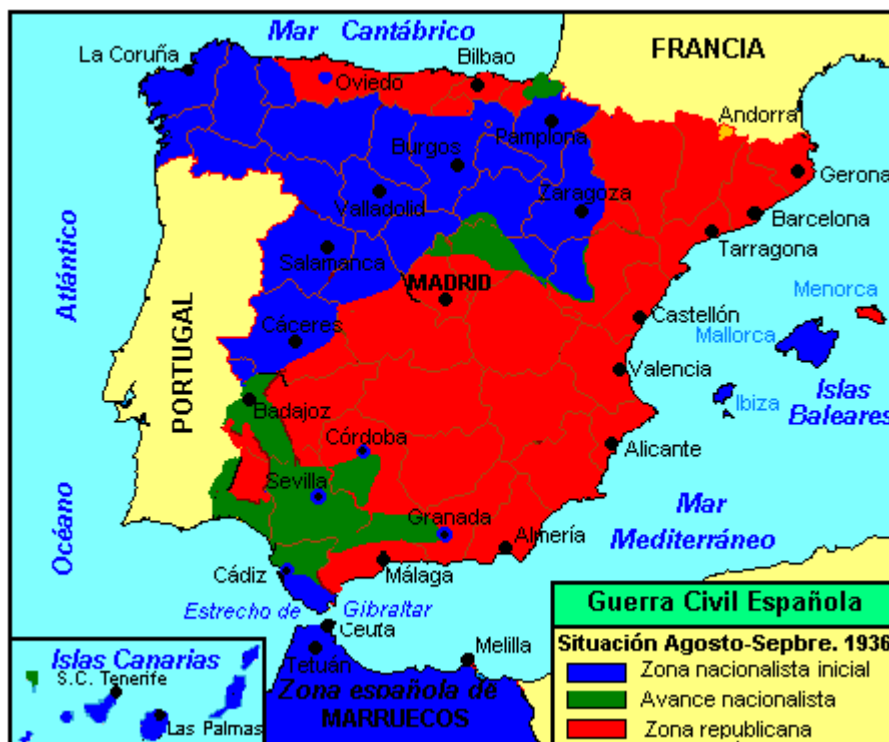 Mar Cantábrico
La Coruña
Bilbao
FRANCIA
Oviedo
Andorra
Pamplona
Burgos
Gerona
Zaragoza
Valladolid
Barcelona
Tarragona
Salamanca
MADRID
Menorca
Castellón
Mallorca
Cáceres
Valencia
Islas
Baleares
Ibiza
Atlántico
PORTUGAL
Badajoz
Córdoba
Alicante
Sevilla
Océano
Granada
Mar
Mediterráneo
Almería
Cádiz
Málaga
Estrecho de Gibraltar
Ceuta
Tetuán
Melilla
Zona española de
MARRUECOS
Islas Canarias
S.C. Tenerife
Las Palmas
Guerra Civil Española
Situación Agosto-Sepbre. 1936
Zona nacionalista inicial
Avance nacionalista
Zona republicana